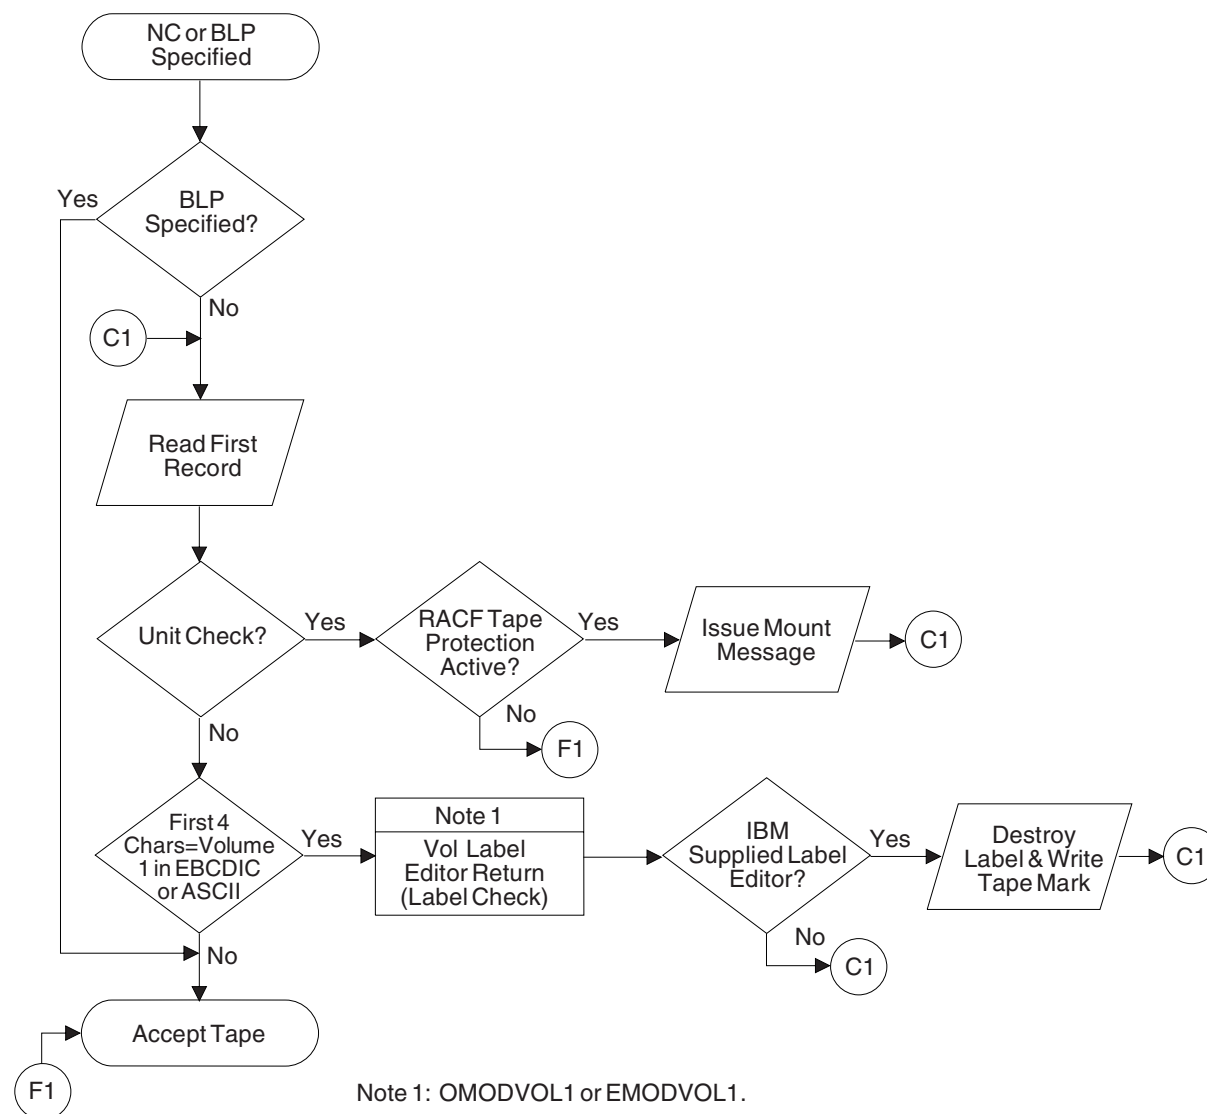 NC or BLP
Specified
Yes
BLP
Specified?
No
C1
Read First
Record
Unit Check?
Yes
RACF Tape
Protection
Active?
Yes
Issue Mount
Message
C1
No
No
F1
First 4
Chars=Volume
1 in EBCDIC
or ASCII
Yes
Note 1
Vol Label
Editor Return
(Label Check)
IBM
Supplied Label
Editor?
Yes
Destroy
Label & Write
Tape Mark
C1
No
C1
No
Accept Tape
F1
Note 1: OMODVOL1 or EMODVOL1.